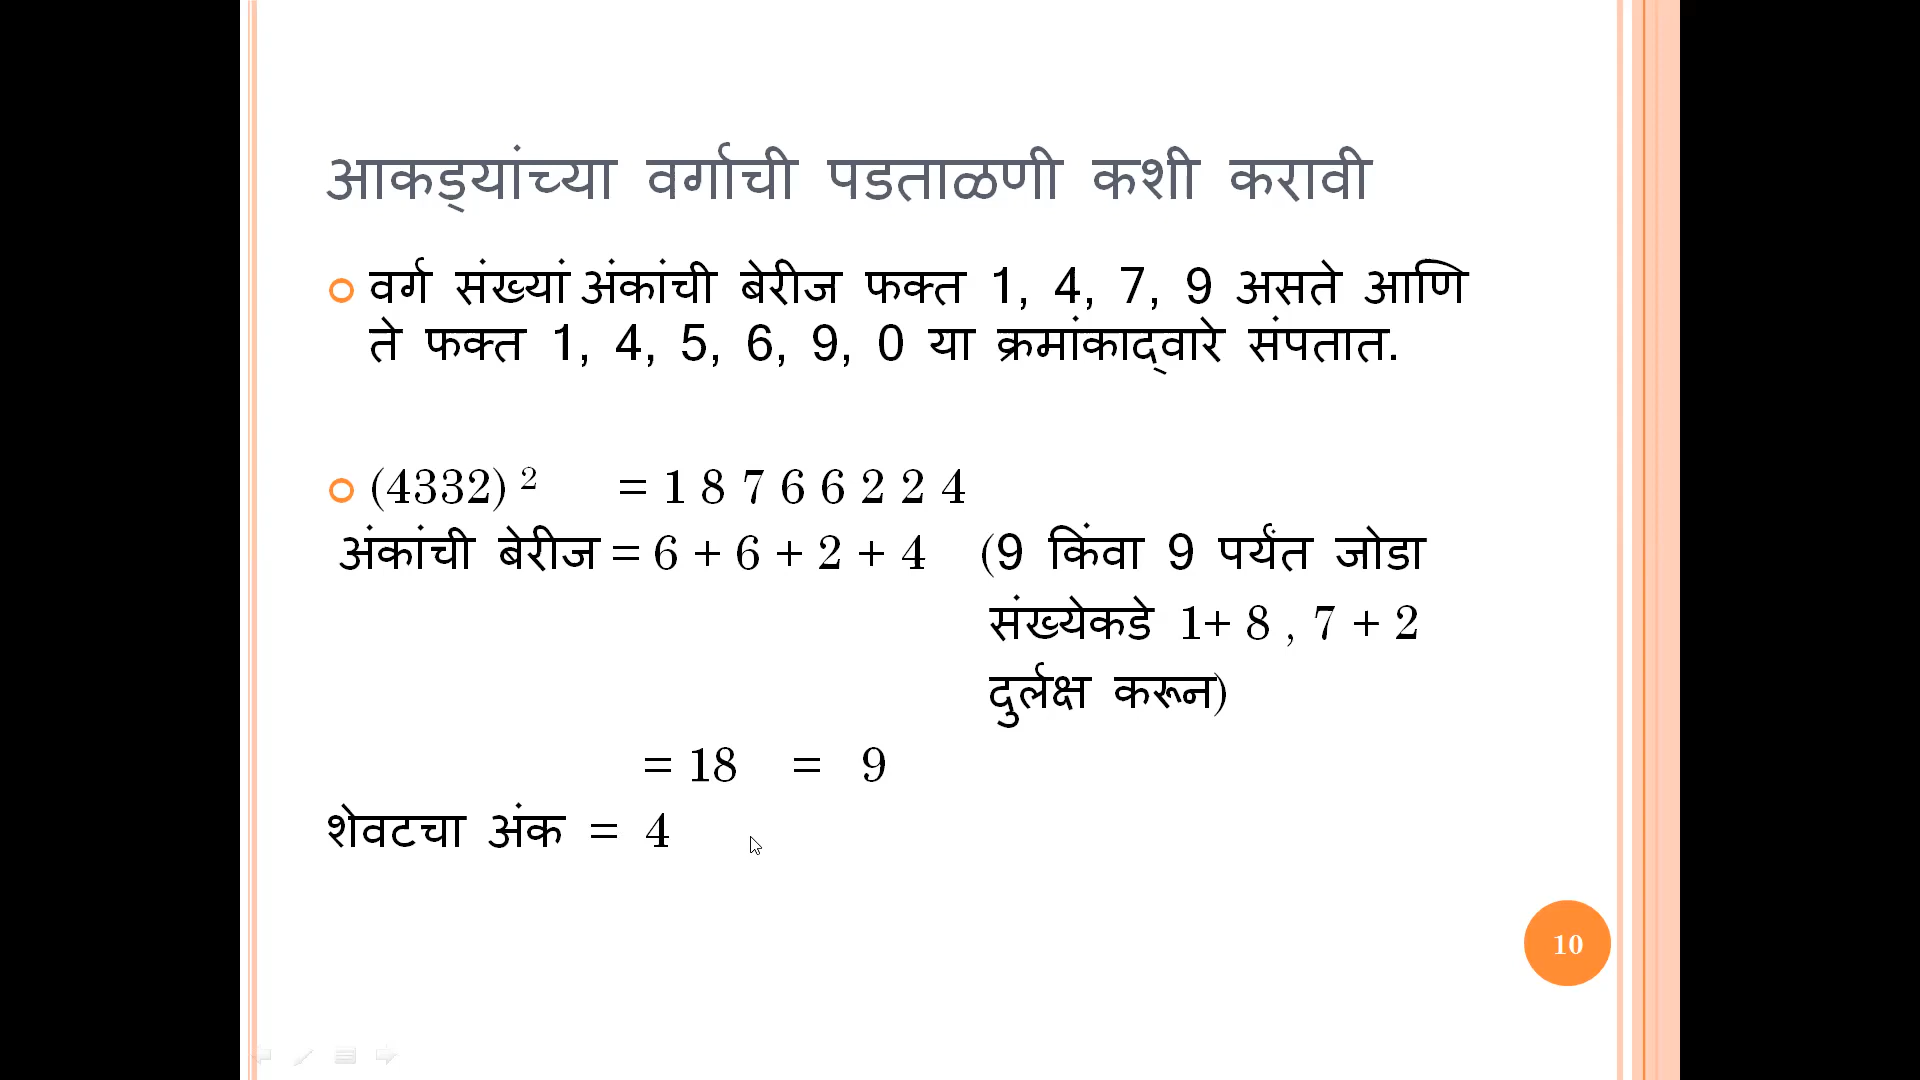 आकड्यांच्या वर्गाची पडताळणी कशी करावी
वर्ग संख्यां अंकांची बेरीज फक्त 1, 4, 7, 9 असते आणि
ते फक्त 1, 4, 5, 6, 9, 0 या क्रमांकाद्वारे संपतात.
(4332) ² = 1 8 7 6 6 2 2 4
अंकांची बेरीज = 6 + 6 + 2 + 4 (9 किंवा 9 पर्यंत जोडा
संख्येकडे 1+ 8 , 7 + 2
दुर्लक्ष करून)
= 18 = 9
शेवटचा अंक = 4
10